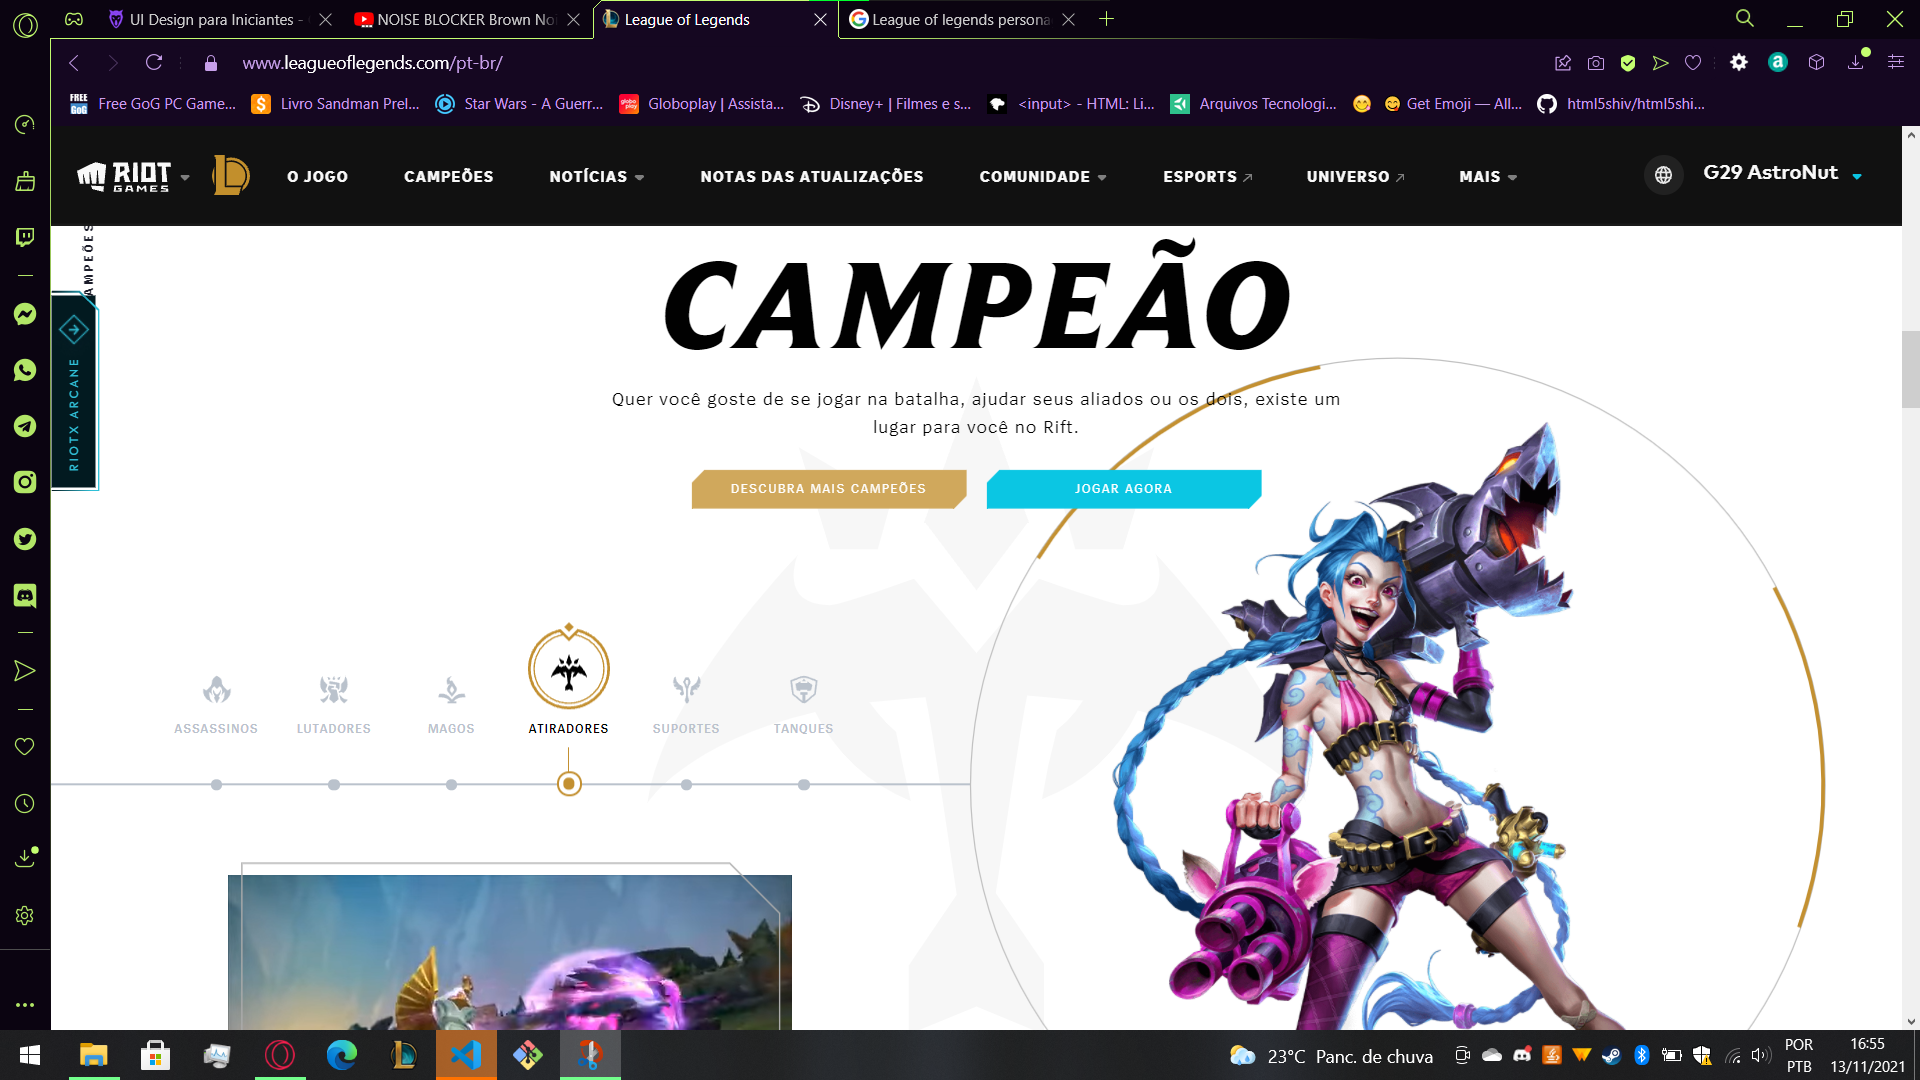 UI Design para Iniciantes -
NOISE BLOCKER Brown Noi
League of Legends
League of legends persona
www.leagueoflegends.com/pt-br/
Free GoG PC Game...
Livro Sandman Prel...
Star Wars - A Guerr...
Globoplay | Assista...
Disney+ | Filmes e s...
<input> - HTML: Li...
Arquivos Tecnologi...
Get Emoji — All...
html5shiv/html5shi...
RIOT GAMES
O JOGO
CAMPEÕES
NOTÍCIAS
NOTAS DAS ATUALIZAÇÕES
COMUNIDADE
ESPORTS
UNIVERSO
MAIS
G29 AstroNut
AMPEÕES
RIOTX ARCANE
CAMPEÃO
Quer você goste de se jogar na batalha, ajudar seus aliados ou os dois, existe um
lugar para você no Rift.
DESCUBRA MAIS CAMPEÕES
JOGAR AGORA
ASSASSINOS
LUTADORES
MAGOS
ATIRADORES
SUPORTES
TANQUES
23°C Panc. de chuva
POR
PTB
16:55
13/11/2021